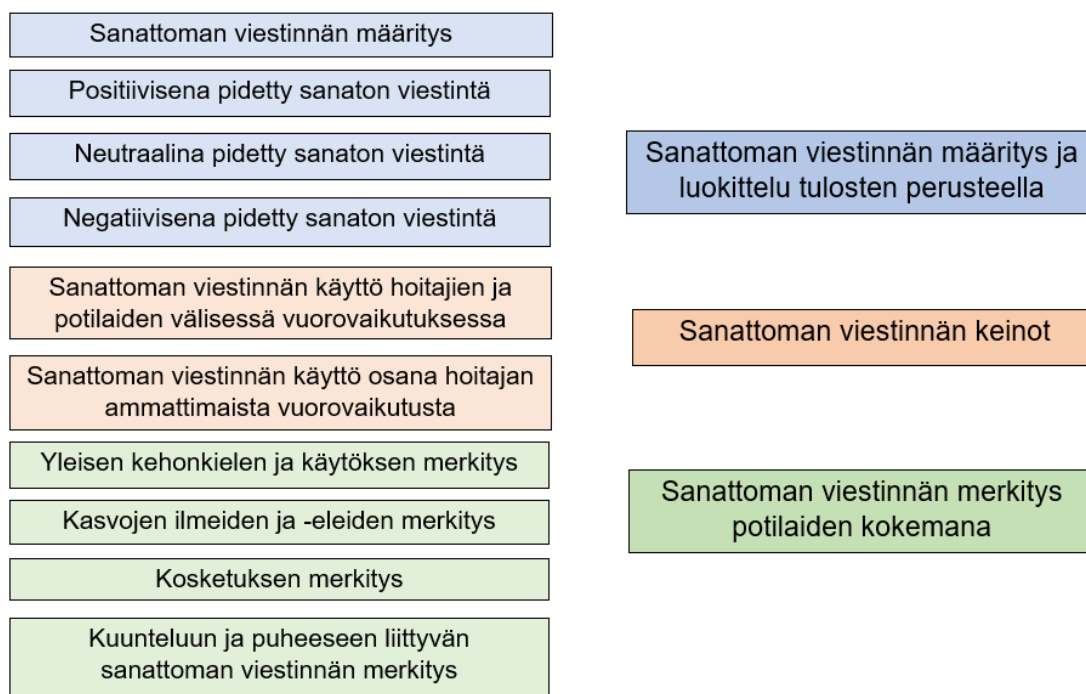 Sanattoman viestinnän määritys
Positiivisena pidetty sanaton viestintä
Neutraalina pidetty sanaton viestintä
Negatiivisena pidetty sanaton viestintä
Sanattoman viestinnän käyttö hoitajien ja
potilaiden välisessä vuorovaikutuksessa
Sanattoman viestinnän käyttö osana hoitajan
ammattimaista vuorovaikutusta
Yleisen kehonkielen ja käytöksen merkitys
Kasvojen ilmeiden ja -eleiden merkitys
Kosketuksen merkitys
Kuunteluun ja puheeseen liittyvän
sanattoman viestinnän merkitys
Sanattoman viestinnän määritys ja
luokittelu tulosten perusteella
Sanattoman viestinnän keinot
Sanattoman viestinnän merkitys
potilaiden kokemana